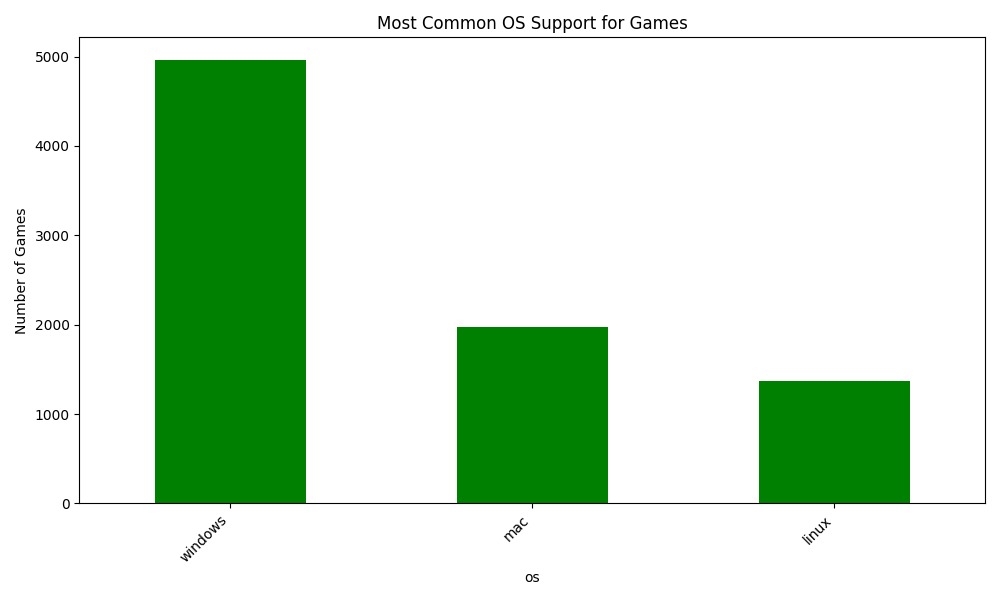 Most Common OS Support for Games
Number of Games
5000
4000
3000
2000
1000
0
windows
mac
linux
os